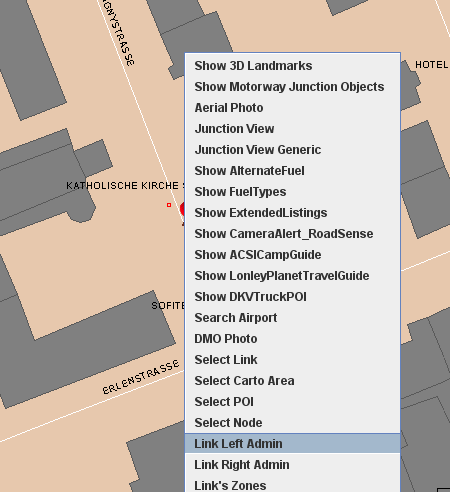 GNYSTRASSE
HOTEL
KATHOLISCHE KIRCHE
SOFITE
ERLENSTRASSE
Show 3D Landmarks
Show Motorway Junction Objects
Aerial Photo
Junction View
Junction View Generic
Show AlternateFuel
Show FuelTypes
Show ExtendedListings
Show CameraAlert_RoadSense
Show ACSICampGuide
Show LonleyPlanetTravelGuide
Show DKVTruckPOI
Search Airport
DMO Photo
Select Link
Select Carto Area
Select POI
Select Node
Link Left Admin
Link Right Admin
Link's Zones